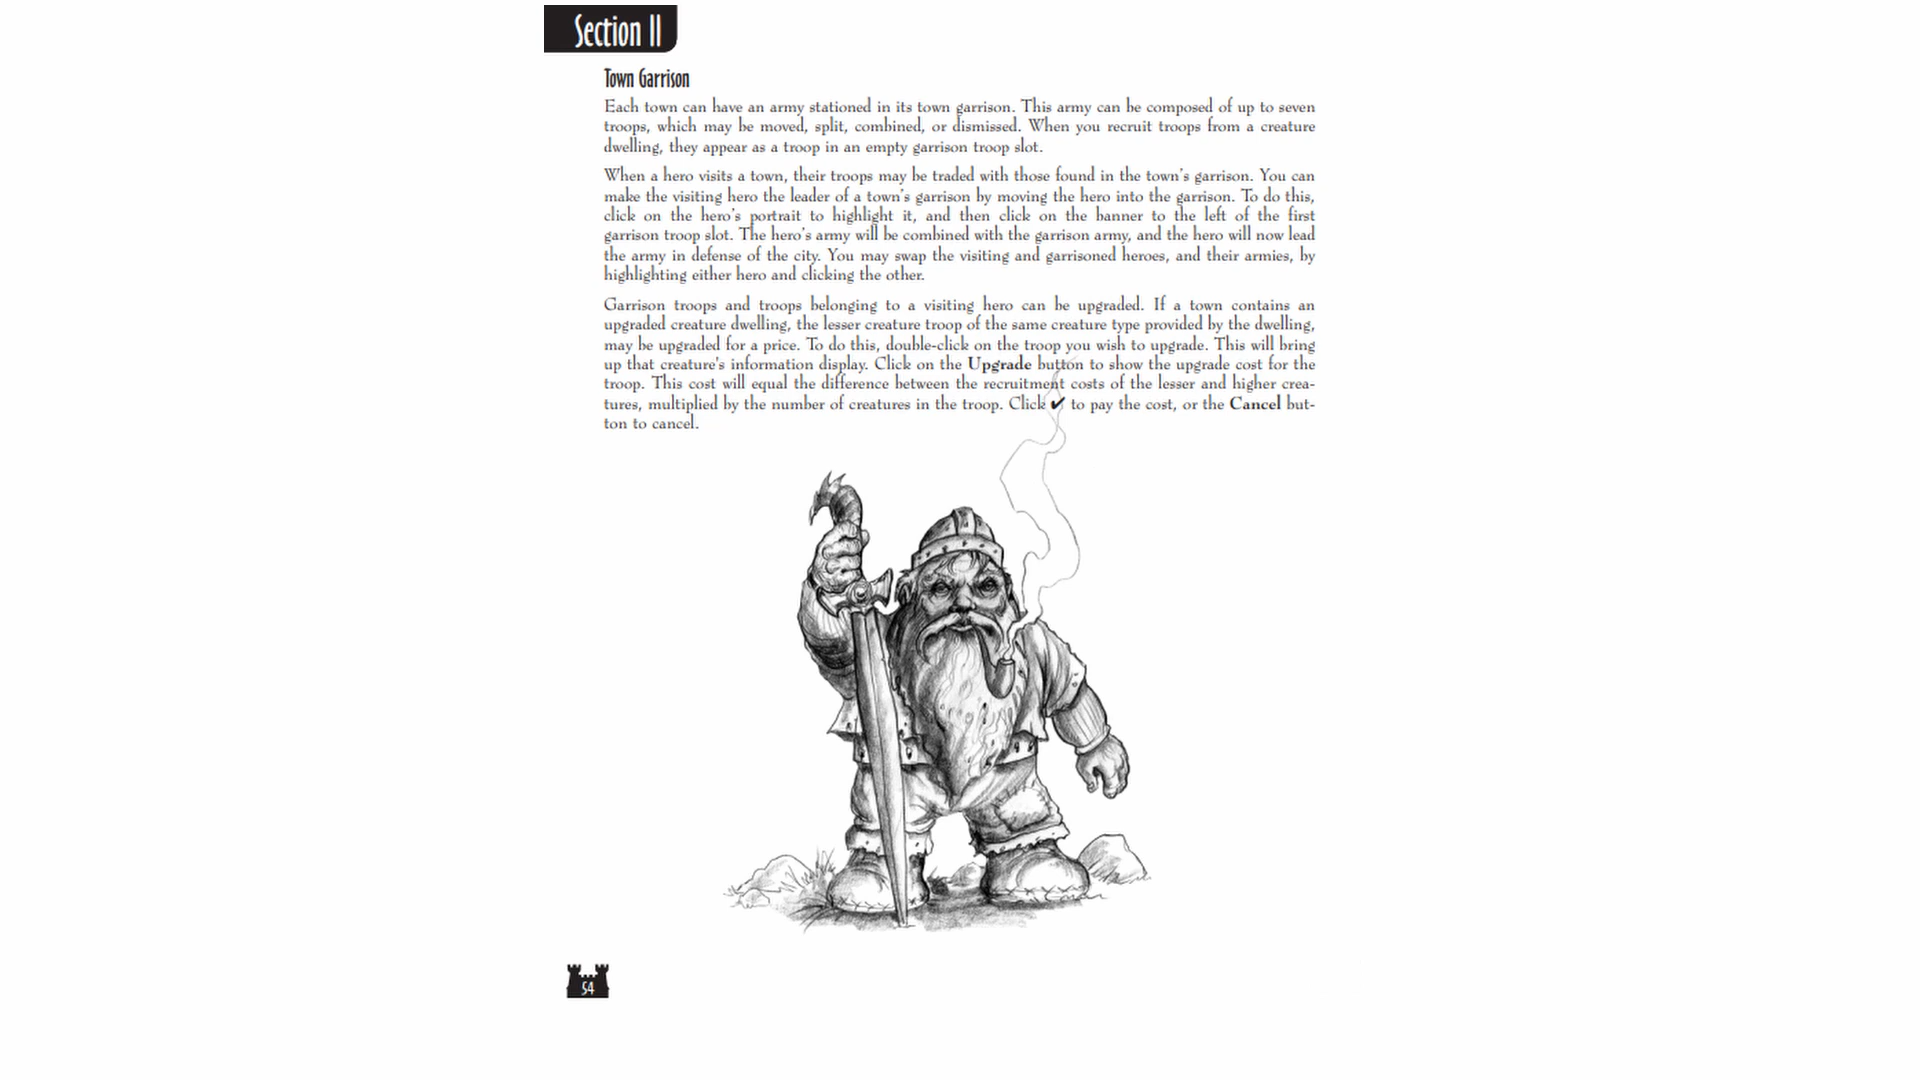 Section II
Town Garrison
Each town can have an army stationed in its town garrison. This army can be composed of up to seven
troops, which may be moved, split, combined, or dismissed. When you recruit troops from a creature
dwelling, they appear as a troop in an empty garrison troop slot.
When a hero visits a town, their troops may be traded with those found in the town's garrison. You can
make the visiting hero the leader of a town's garrison by moving the hero into the garrison. To do this,
click on the hero's portrait to highlight it, and then click on the banner to the left of the first
garrison troop slot. The hero's army will be combined with the garrison army, and the hero will now lead
the army in defense of the city. You may swap the visiting and garrisoned heroes, and their armies, by
highlighting either hero and clicking the other.
Garrison troops and troops belonging to a visiting hero can be upgraded. If a town contains an
upgraded creature dwelling, the lesser creature troop of the same creature type provided by the dwelling,
may be upgraded for a price. To do this, double-click on the troop you wish to upgrade. This will bring
up that creature's information display. Click on the Upgrade button to show the upgrade cost for the
troop. This cost will equal the difference between the recruitment costs of the lesser and higher crea-
tures, multiplied by the number of creatures in the troop. Click ✔ to pay the cost, or the Cancel but-
ton to cancel.
54